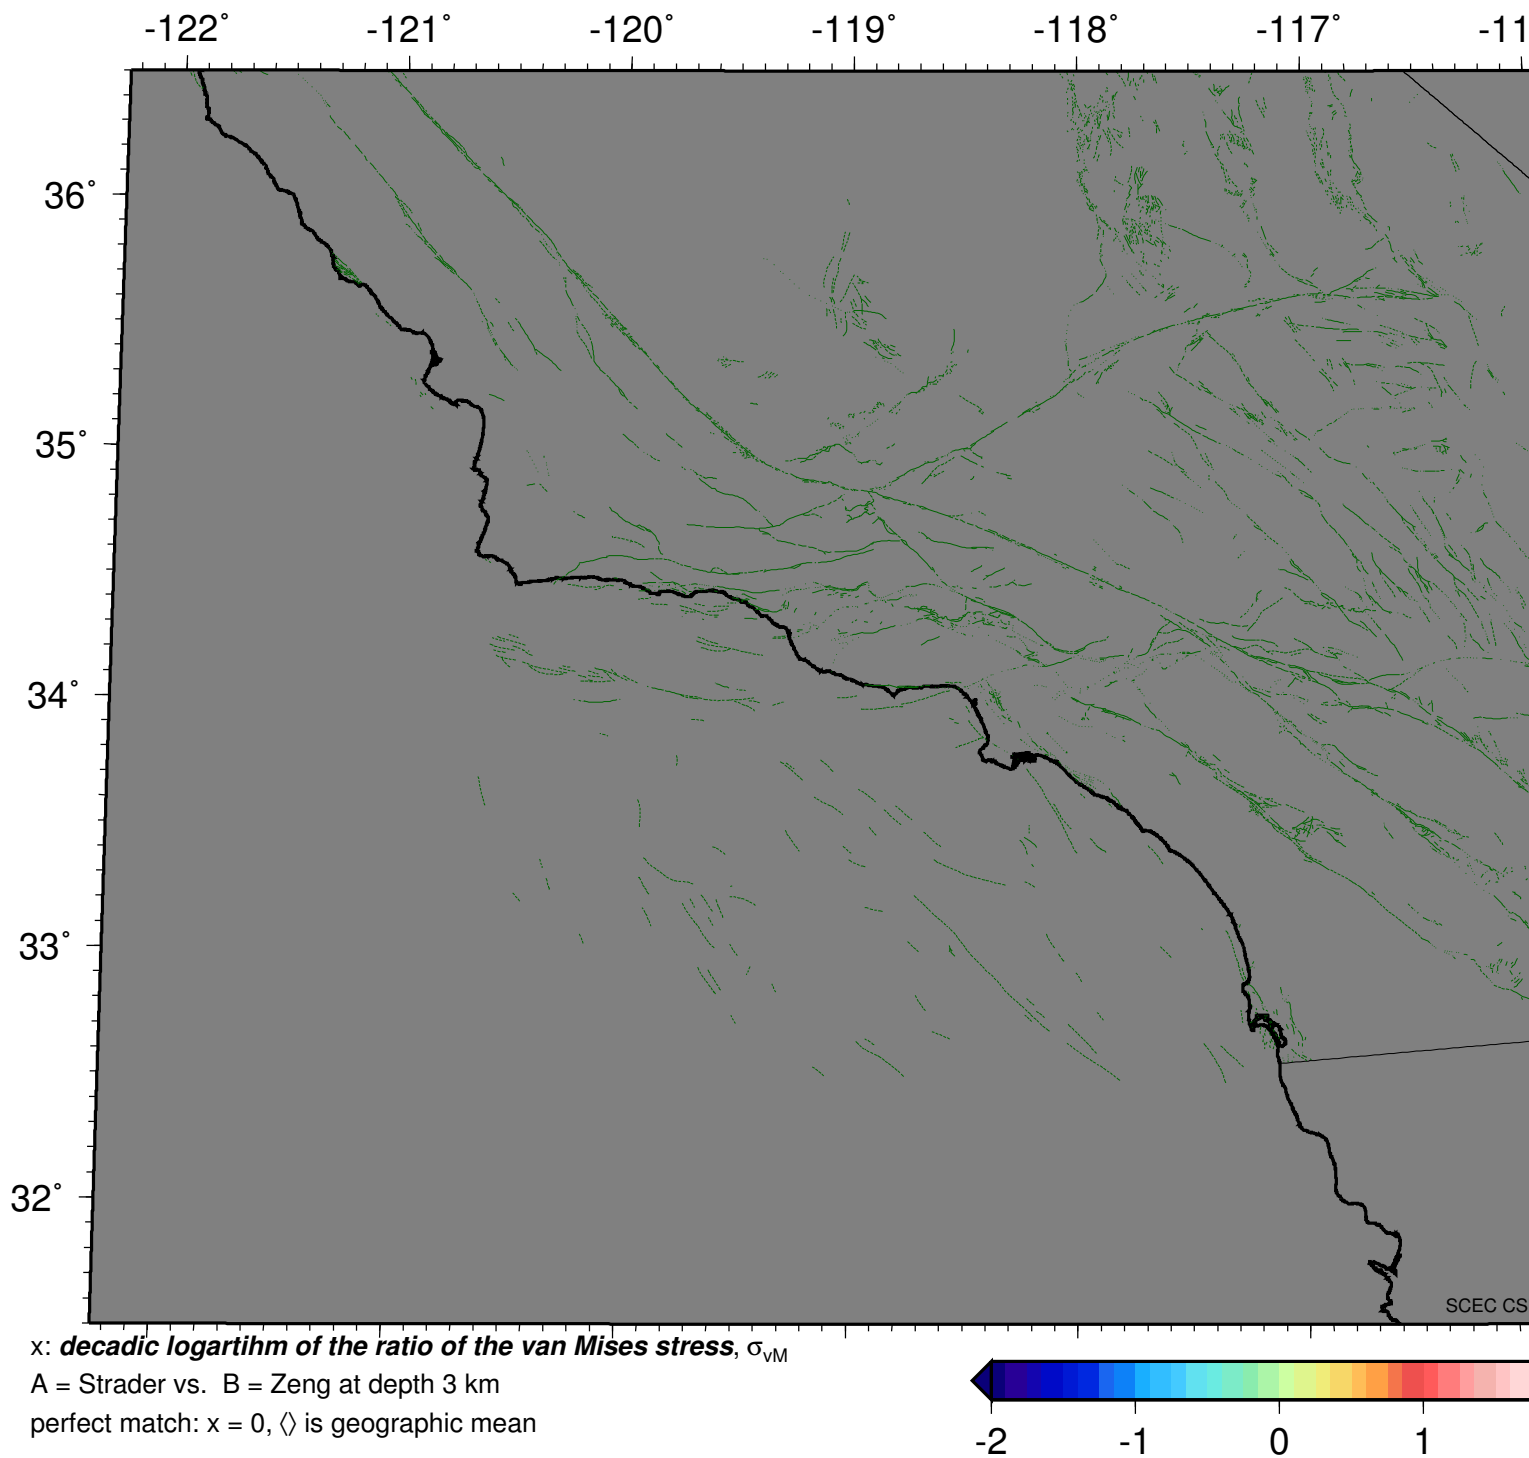 -122° -121° -120° -119° -118° -117° -11
36°
35°
34°
33°
32°
SCEC CS
x: decadic logartihm of the ratio of the van Mises stress, σvM
A = Strader vs. B = Zeng at depth 3 km
perfect match: x = 0, ⟨⟩ is geographic mean
-2 -1 0 1